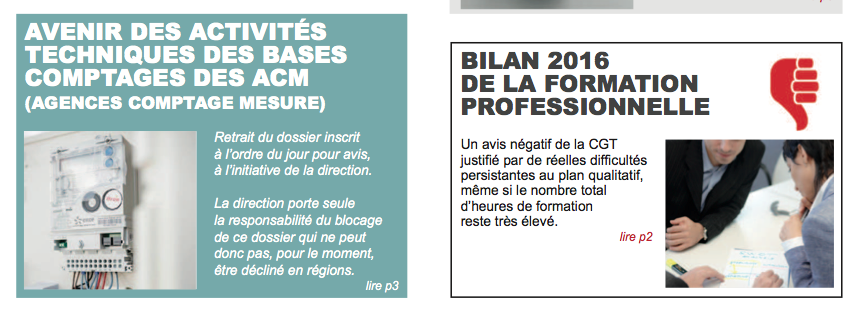 AVENIR DES ACTIVITÉS
TECHNIQUES DES BASES
COMPTAGES DES ACM
(AGENCES COMPTAGE MESURE)
Retrait du dossier inscrit
à l'ordre du jour pour avis,
à l'initiative de la direction.
La direction porte seule
la responsabilité du blocage
de ce dossier qui ne peut
donc pas, pour le moment,
être décliné en régions.
lire p3
BILAN 2016
DE LA FORMATION
PROFESSIONNELLE
Un avis négatif de la CGT
justifié par de réelles difficultés
persistantes au plan qualitatif,
même si le nombre total
d'heures de formation
reste très élevé.
lire p2